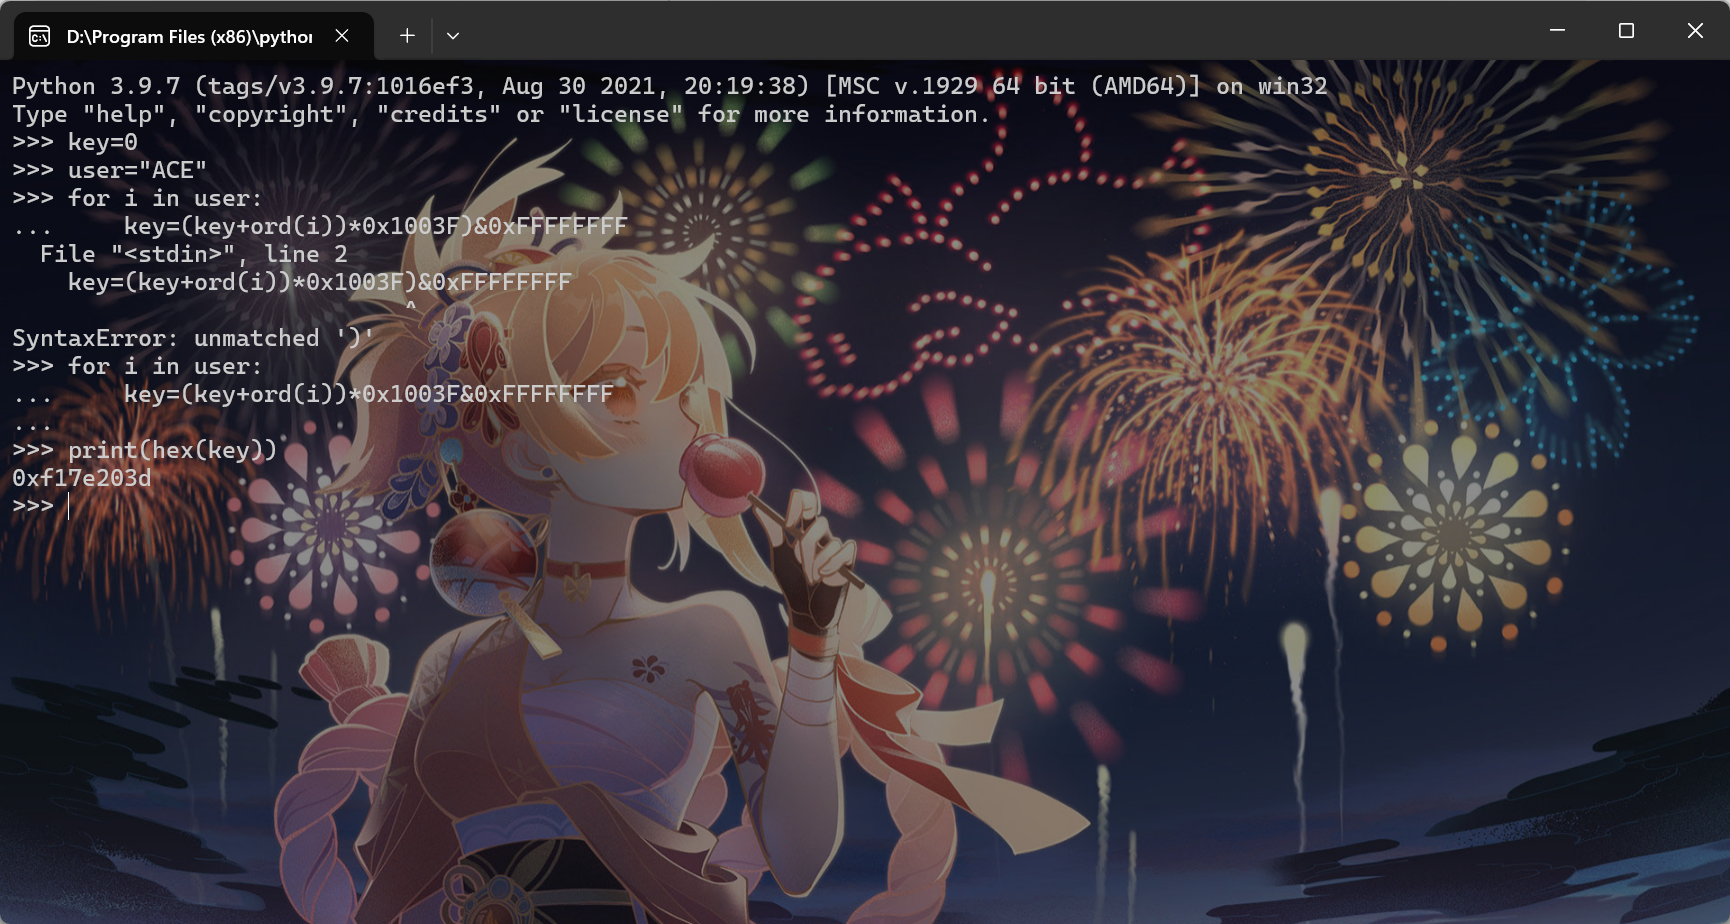 D:\Program Files (x86)\pythor
Python 3.9.7 (tags/v3.9.7:1016ef3, Aug 30 2021, 20:19:38) [MSC v.1929 64 bit (AMD64)] on win32
Type "help", "copyright", "credits" or "license" for more information.
>>> key=0
>>> user="ACE"
>>> for i in user:
...     key=(key+ord(i))*0x1003F)&0xFFFFFFFF
  File "<stdin>", line 2
    key=(key+ord(i))*0x1003F)&0xFFFFFFFF
                            ^
SyntaxError: unmatched ')'
>>> for i in user:
...     key=(key+ord(i))*0x1003F&0xFFFFFFFF
...
>>> print(hex(key))
0xf17e203d
>>>